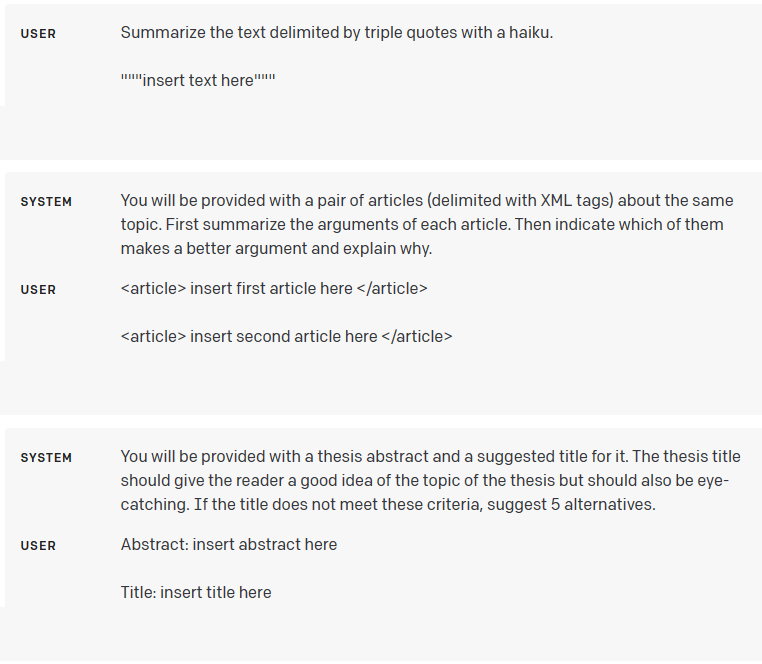 USER Summarize the text delimited by triple quotes with a haiku.
"""insert text here"""
SYSTEM You will be provided with a pair of articles (delimited with XML tags) about the same
topic. First summarize the arguments of each article. Then indicate which of them
makes a better argument and explain why.
USER <article> insert first article here </article>
<article> insert second article here </article>
SYSTEM You will be provided with a thesis abstract and a suggested title for it. The thesis title
should give the reader a good idea of the topic of the thesis but should also be eye-
catching. If the title does not meet these criteria, suggest 5 alternatives.
USER Abstract: insert abstract here
Title: insert title here